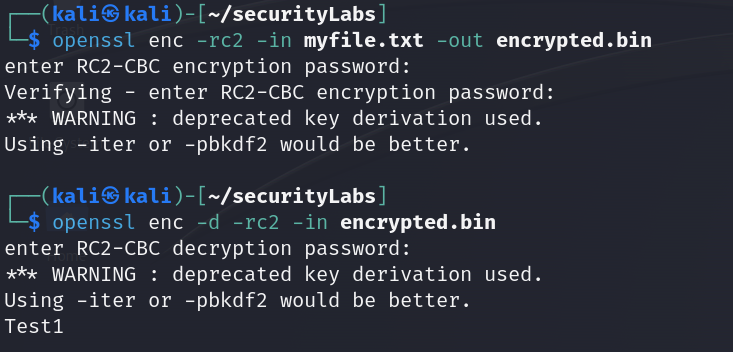 ┌──(kali㉿kali)-[~/securityLabs]
└─$ openssl enc -rc2 -in myfile.txt -out encrypted.bin
enter RC2-CBC encryption password:
Verifying - enter RC2-CBC encryption password:
*** WARNING : deprecated key derivation used.
Using -iter or -pbkdf2 would be better.
┌──(kali㉿kali)-[~/securityLabs]
└─$ openssl enc -d -rc2 -in encrypted.bin
enter RC2-CBC decryption password:
*** WARNING : deprecated key derivation used.
Using -iter or -pbkdf2 would be better.
Test1